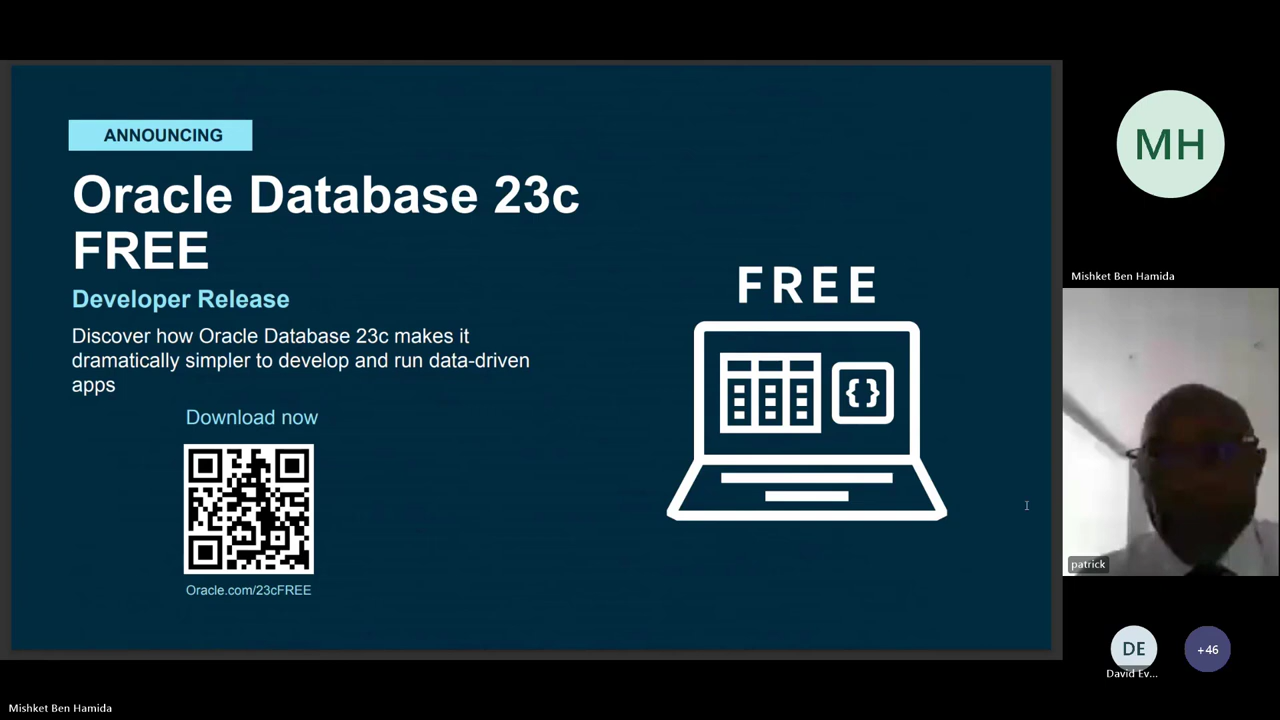 ANNOUNCING
Oracle Database 23c
FREE
Developer Release
Discover how Oracle Database 23c makes it
dramatically simpler to develop and run data-driven
apps
Download now
Oracle.com/23cFREE
FREE
{}
MH
Mishket Ben Hamida
patrick
DE
David Ev...
+46
Mishket Ben Hamida